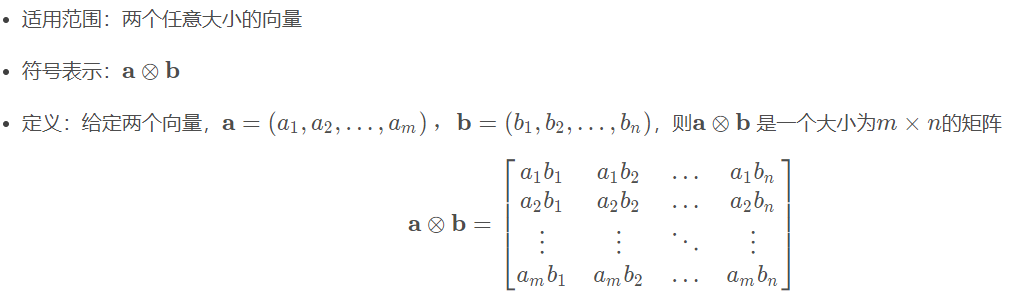 • 适用范围：两个任意大小的向量
• 符号表示：a ⊗ b
• 定义：给定两个向量，a = (a₁, a₂, …, aₘ)，b = (b₁, b₂, …, bₙ)，则a ⊗ b 是一个大小为m × n的矩阵
a ⊗ b = [ a₁b₁ a₁b₂ … a₁bₙ
a₂b₁ a₂b₂ … a₂bₙ
⋮ ⋮ ⋱ ⋮
aₘb₁ aₘb₂ … aₘbₙ ]